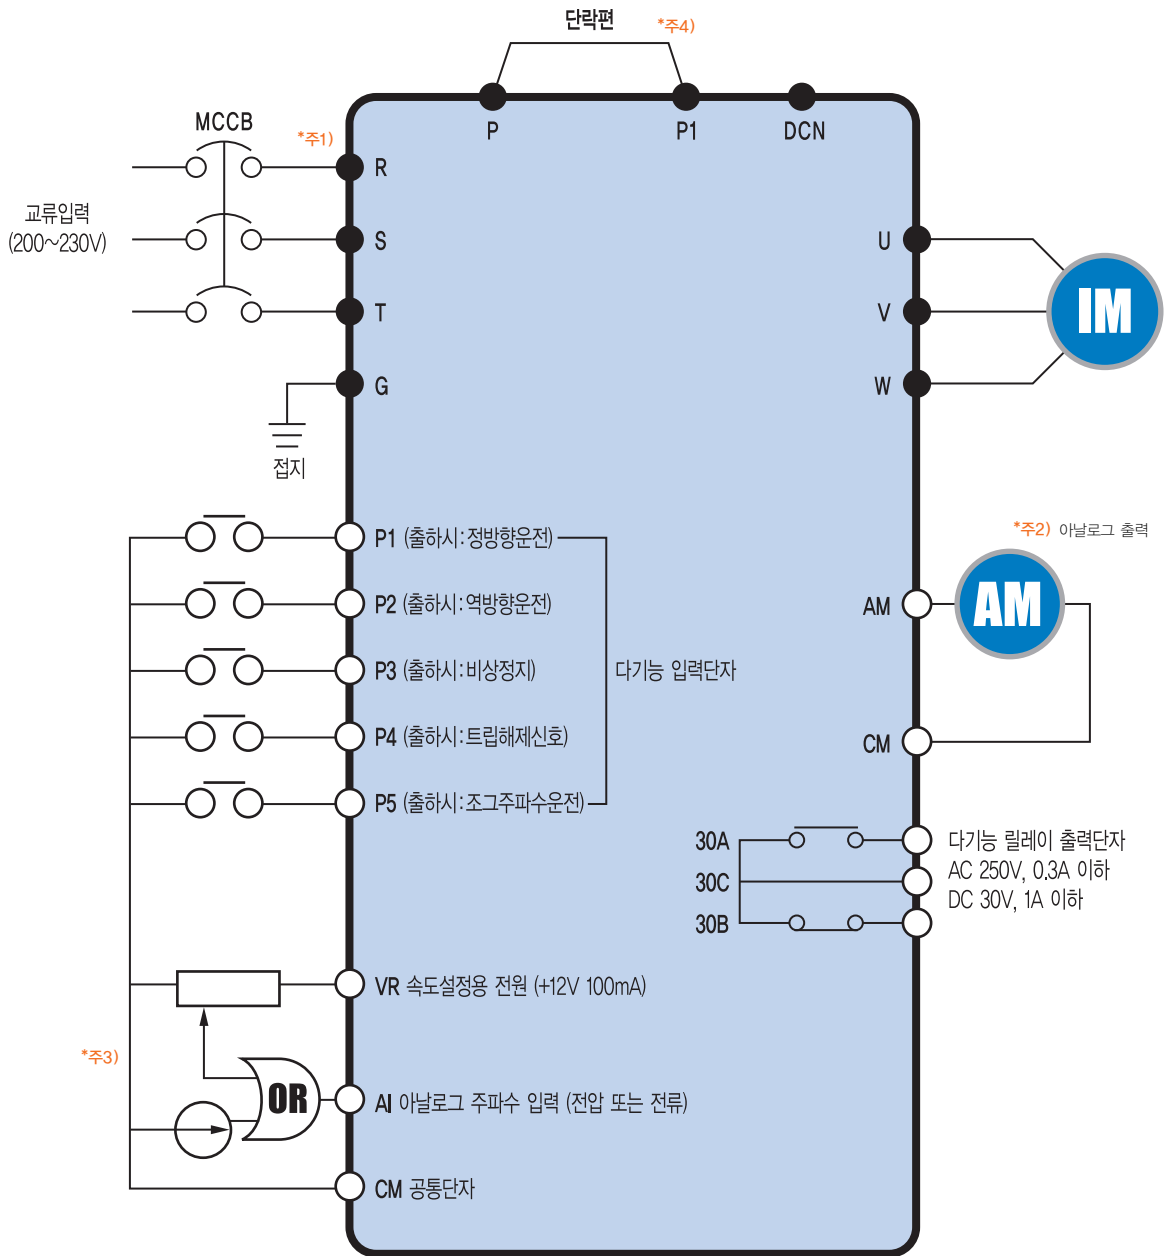 단락편 *주4)
P P1 DCN
MCCB *주1)
R
교류입력
(200~230V)
S
T
G
접지
U
V
W
IM
P1 (출하시:정방향운전)
P2 (출하시:역방향운전)
P3 (출하시:비상정지)
P4 (출하시:트립해제신호)
P5 (출하시:조그주파수운전)
다기능 입력단자
*주2) 아날로그 출력
AM
AM
CM
30A
30C
30B
다기능 릴레이 출력단자
AC 250V, 0.3A 이하
DC 30V, 1A 이하
VR 속도설정용 전원 (+12V 100mA)
*주3)
OR
AI 아날로그 주파수 입력 (전압 또는 전류)
CM 공통단자